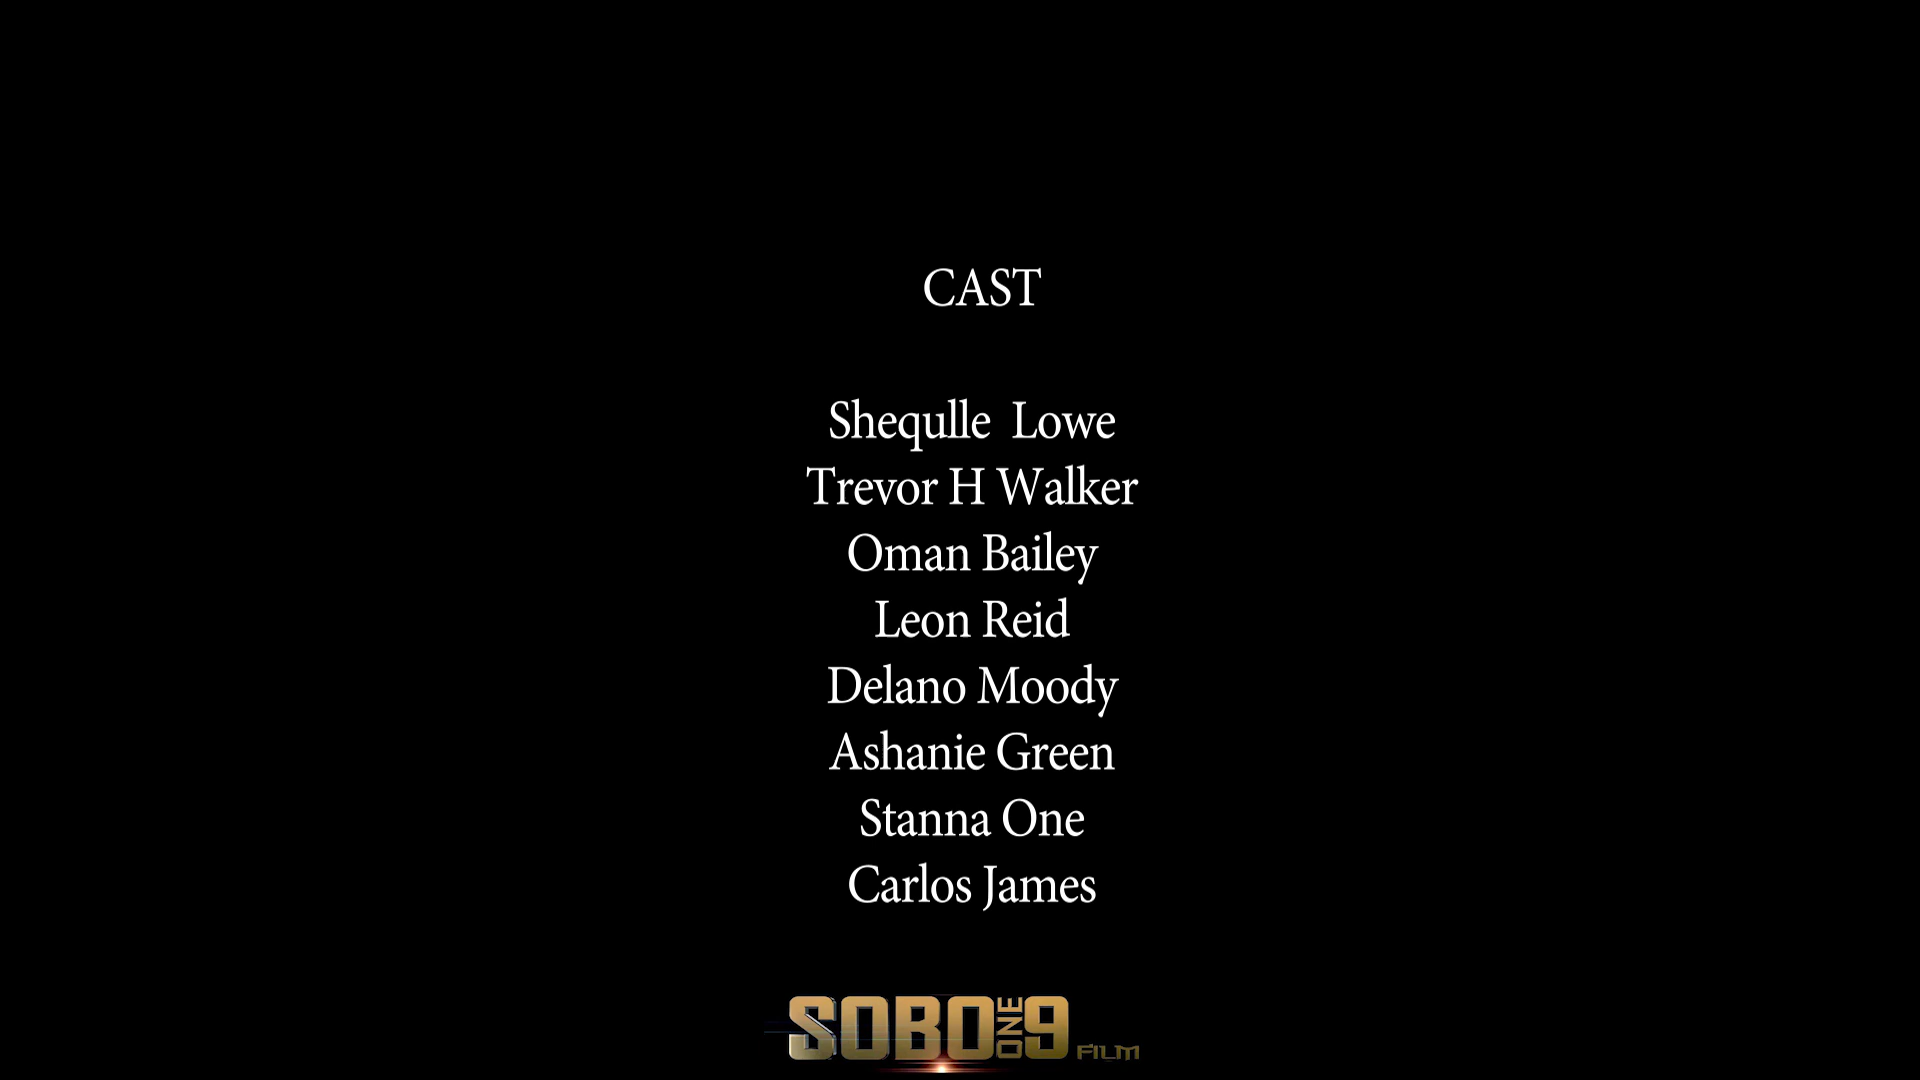 CAST
Shequlle  Lowe
Trevor H Walker
Oman Bailey
Leon Reid
Delano Moody
Ashanie Green
Stanna One
Carlos James
SOBO ONE 9 FILM